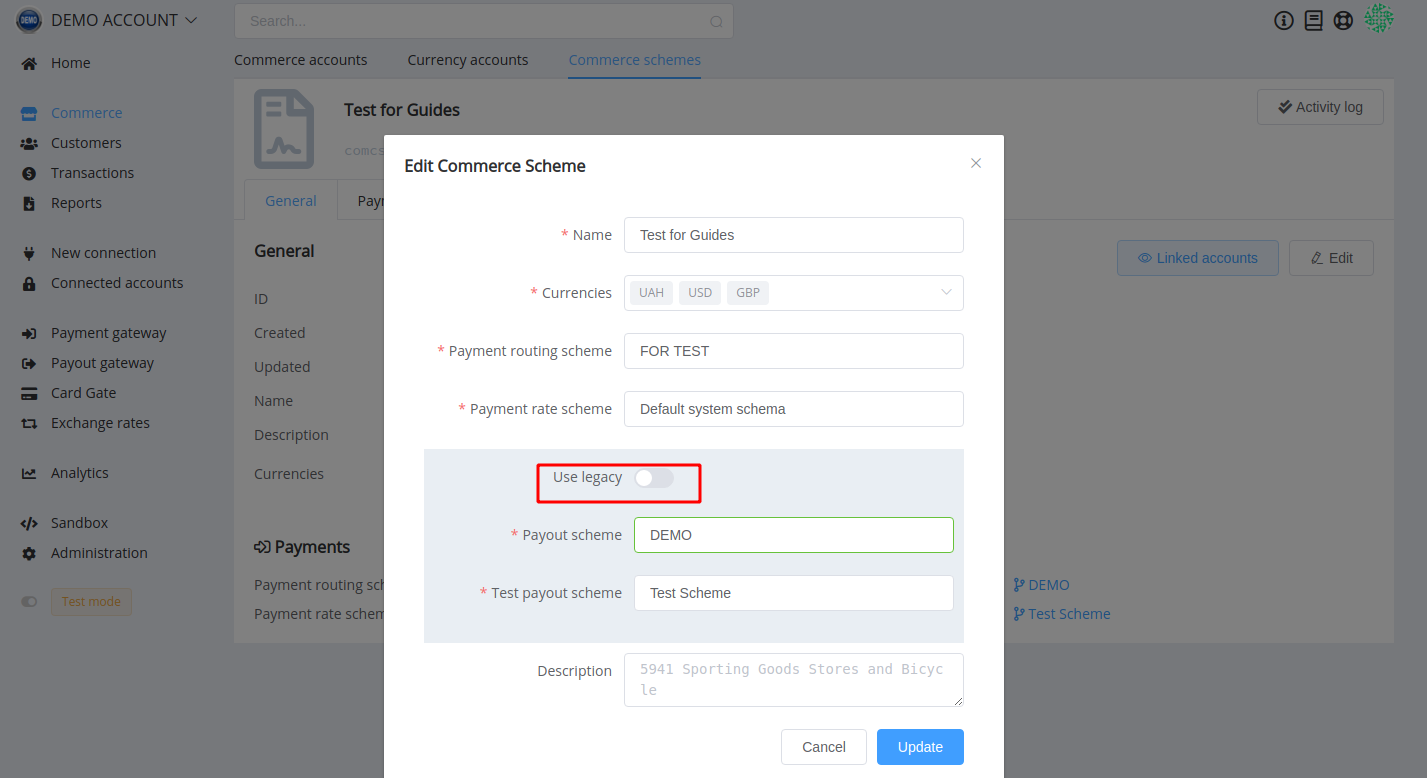 DEMO
DEMO ACCOUNT
Search...
Home
Commerce
Customers
Transactions
Reports
New connection
Connected accounts
Payment gateway
Payout gateway
Card Gate
Exchange rates
Analytics
Sandbox
Administration
Test mode
Commerce accounts
Currency accounts
Commerce schemes
Test for Guides
comcs
Activity log
General
General
Linked accounts
Edit
ID
Created
Updated
Name
Description
Currencies
Payments
Payment routing sch
DEMO
Payment rate schem
Test Scheme
Edit Commerce Scheme
* Name
Test for Guides
* Currencies
UAH USD GBP
* Payment routing scheme
FOR TEST
* Payment rate scheme
Default system schema
Use legacy
* Payout scheme
DEMO
* Test payout scheme
Test Scheme
Description
5941 Sporting Goods Stores and Bicyc
le
Cancel
Update